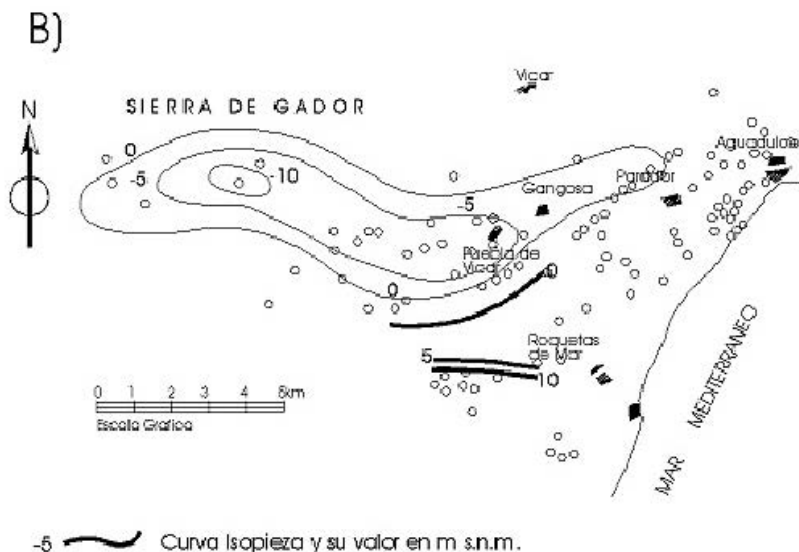 B)
Vicar
N
SIERRA DE GADOR
0
Aguadulce
-5
-10
Parador
-5
Gangosa
Puebla de
Vicar
0
0
Roquetas
de Mar
5
10
0 1 2 3 4 5km
Escala Grafica
MAR MEDITERRANEO
-5 Curva Isopieza y su valor en m s.n.m.